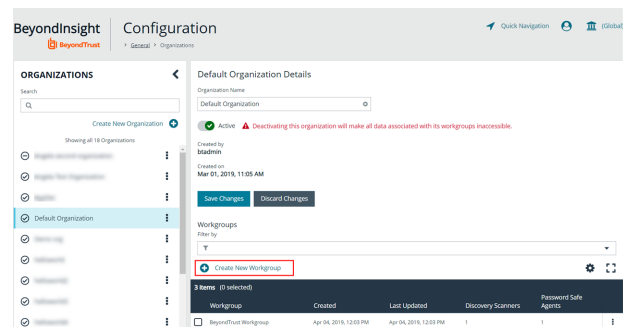 BeyondInsight
BeyondTrust
Configuration
General > Organizations
Quick Navigation
(Global)
ORGANIZATIONS
Search
Create New Organization
Showing all 18 Organizations
Default Organization
Default Organization Details
Organization Name
Default Organization
Active
Deactivating this organization will make all data associated with its workgroups inaccessible.
Created by
btadmin
Created on
Mar 01, 2019, 11:05 AM
Save Changes
Discard Changes
Workgroups
Filter by
Create New Workgroup
3 items (0 selected)
Workgroup Created Last Updated Discovery Scanners Password Safe Agents
BeyondTrust Workgroup Apr 04, 2019, 12:03 PM Apr 04, 2019, 12:03 PM 1 1